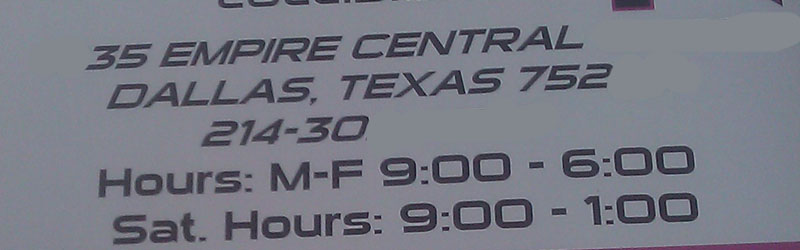 35 EMPIRE CENTRAL
DALLAS, TEXAS 752
214-30
Hours: M-F 9:00 - 6:00
Sat. Hours: 9:00 - 1:00